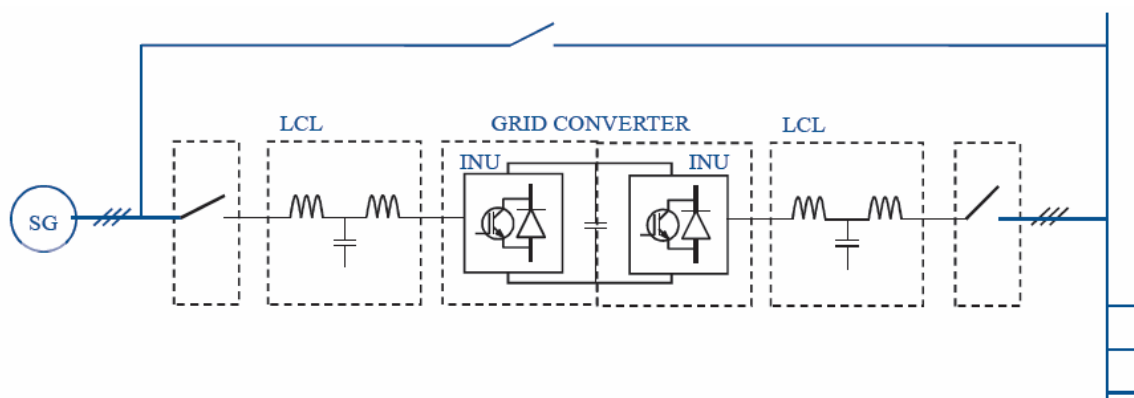 LCL
GRID CONVERTER
LCL
INU
INU
SG